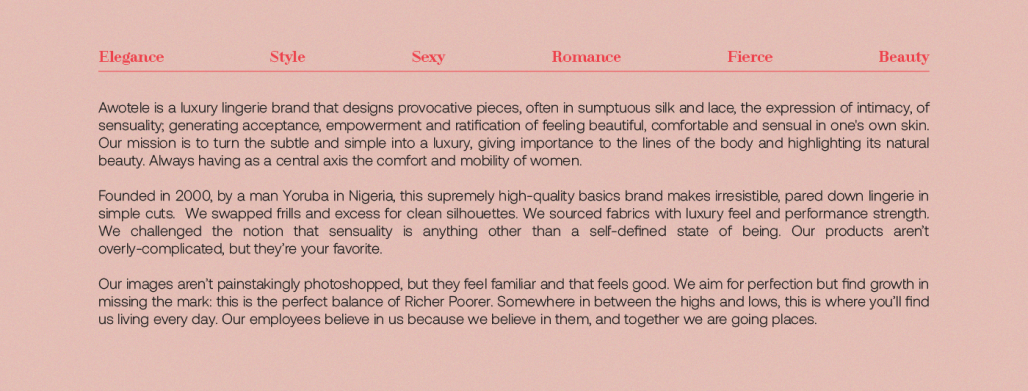 Elegance Style Sexy Romance Fierce Beauty
Awotele is a luxury lingerie brand that designs provocative pieces, often in sumptuous silk and lace, the expression of intimacy, of
sensuality; generating acceptance, empowerment and ratification of feeling beautiful, comfortable and sensual in one's own skin.
Our mission is to turn the subtle and simple into a luxury, giving importance to the lines of the body and highlighting its natural
beauty. Always having as a central axis the comfort and mobility of women.
Founded in 2000, by a man Yoruba in Nigeria, this supremely high-quality basics brand makes irresistible, pared down lingerie in
simple cuts.  We swapped frills and excess for clean silhouettes. We sourced fabrics with luxury feel and performance strength.
We challenged the notion that sensuality is anything other than a self-defined state of being. Our products aren't
overly-complicated, but they're your favorite.
Our images aren't painstakingly photoshopped, but they feel familiar and that feels good. We aim for perfection but find growth in
missing the mark: this is the perfect balance of Richer Poorer. Somewhere in between the highs and lows, this is where you'll find
us living every day. Our employees believe in us because we believe in them, and together we are going places.